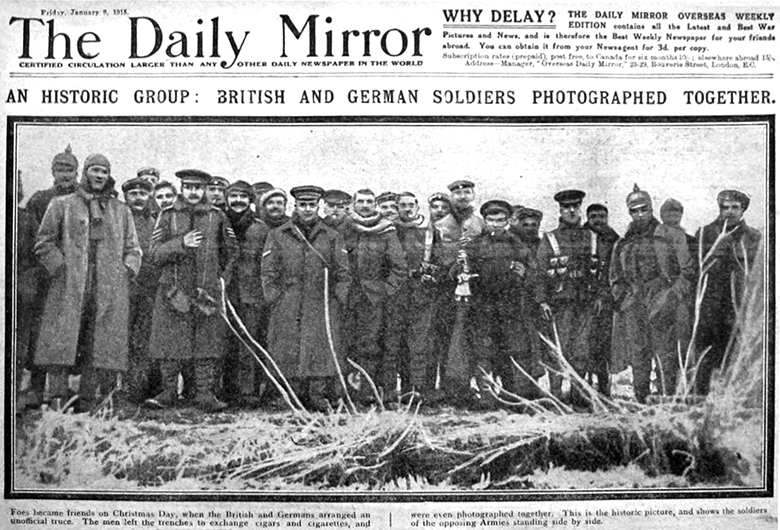 Friday, January 8, 1915.
The Daily Mirror
CERTIFIED CIRCULATION LARGER THAN ANY OTHER DAILY NEWSPAPER IN THE WORLD
WHY DELAY? THE DAILY MIRROR OVERSEAS WEEKLY
EDITION contains all the Latest and Best War
Pictures and News, and is therefore the Best Weekly Newspaper for your friends
abroad. You can obtain it from your Newsagent for 3d. per copy.
Subscription rates (prepaid), post free, to Canada for six months 10/-; elsewhere abroad 15/-.
Address—Manager, "Overseas Daily Mirror," 23-29, Bouverie Street, London, E.C.
AN HISTORIC GROUP: BRITISH AND GERMAN SOLDIERS PHOTOGRAPHED TOGETHER.
Foes became friends on Christmas Day, when the British and Germans arranged an
unofficial truce. The men left the trenches to exchange cigars and cigarettes, and
were even photographed together. This is the historic picture, and shows the soldiers
of the opposing Armies standing side by side.